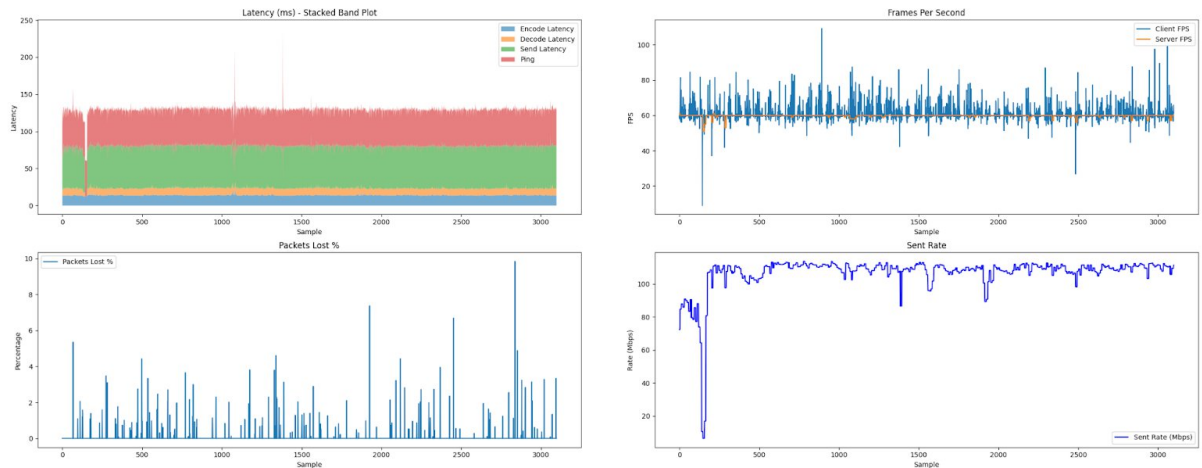 Latency (ms) - Stacked Band Plot
250
200
150
100
50
0
Latency
0 500 1000 1500 2000 2500 3000
Sample
Encode Latency
Decode Latency
Send Latency
Ping
Frames Per Second
100
80
60
40
20
FPS
0 500 1000 1500 2000 2500 3000
Sample
Client FPS
Server FPS
Packets Lost %
10
8
6
4
2
0
Percentage
0 500 1000 1500 2000 2500 3000
Sample
Packets Lost %
Sent Rate
100
80
60
40
20
Rate (Mbps)
0 500 1000 1500 2000 2500 3000
Sample
Sent Rate (Mbps)